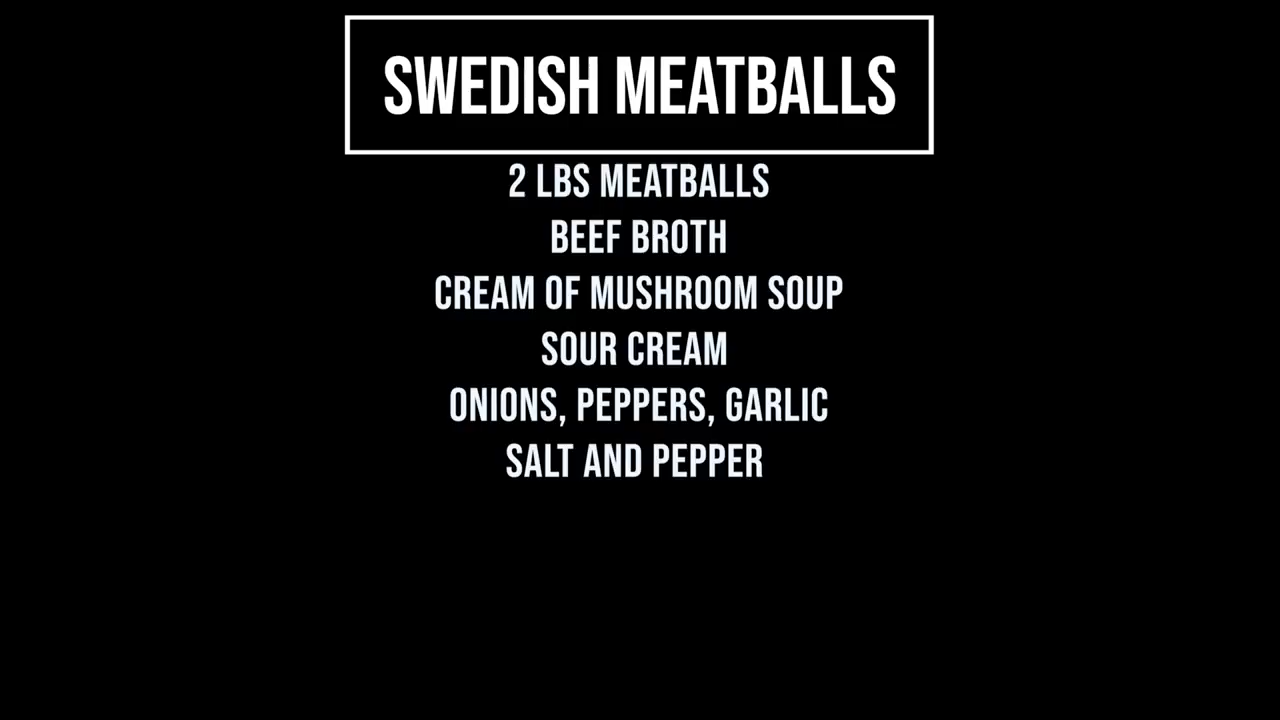 SWEDISH MEATBALLS
2 LBS MEATBALLS
BEEF BROTH
CREAM OF MUSHROOM SOUP
SOUR CREAM
ONIONS, PEPPERS, GARLIC
SALT AND PEPPER